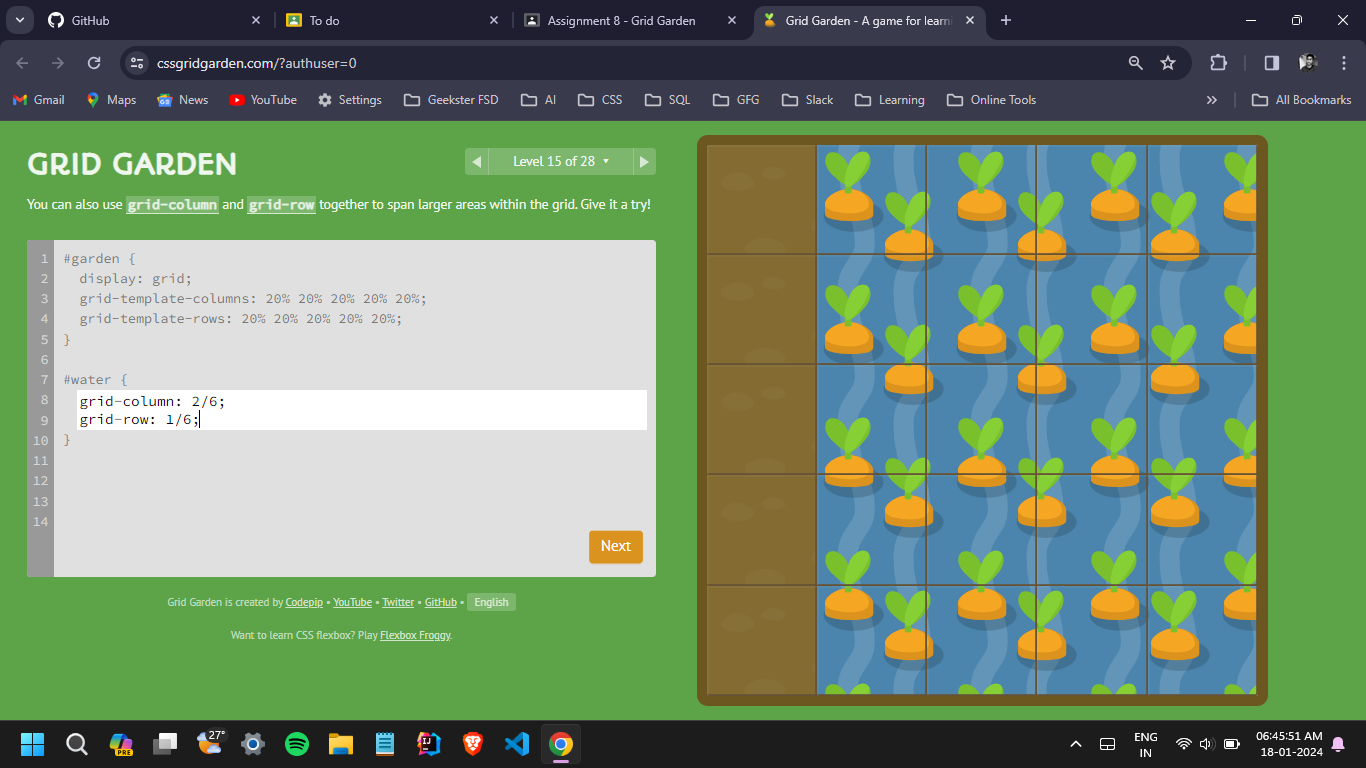 GitHub
To do
Assignment 8 - Grid Garden
Grid Garden - A game for learni
cssgridgarden.com/?authuser=0
Gmail
Maps
News
YouTube
Settings
Geekster FSD
AI
CSS
SQL
GFG
Slack
Learning
Online Tools
»
All Bookmarks
GRID GARDEN
Level 15 of 28
You can also use grid-column and grid-row together to span larger areas within the grid. Give it a try!
1 #garden {
2 display: grid;
3 grid-template-columns: 20% 20% 20% 20% 20%;
4 grid-template-rows: 20% 20% 20% 20% 20%;
5 }
6
7 #water {
8 grid-column: 2/6;
9 grid-row: 1/6;
10 }
11
12
13
14
Next
Grid Garden is created by Codepip • YouTube • Twitter • GitHub • English
Want to learn CSS flexbox? Play Flexbox Froggy.
PRE
27°
ENG
IN
06:45:51 AM
18-01-2024